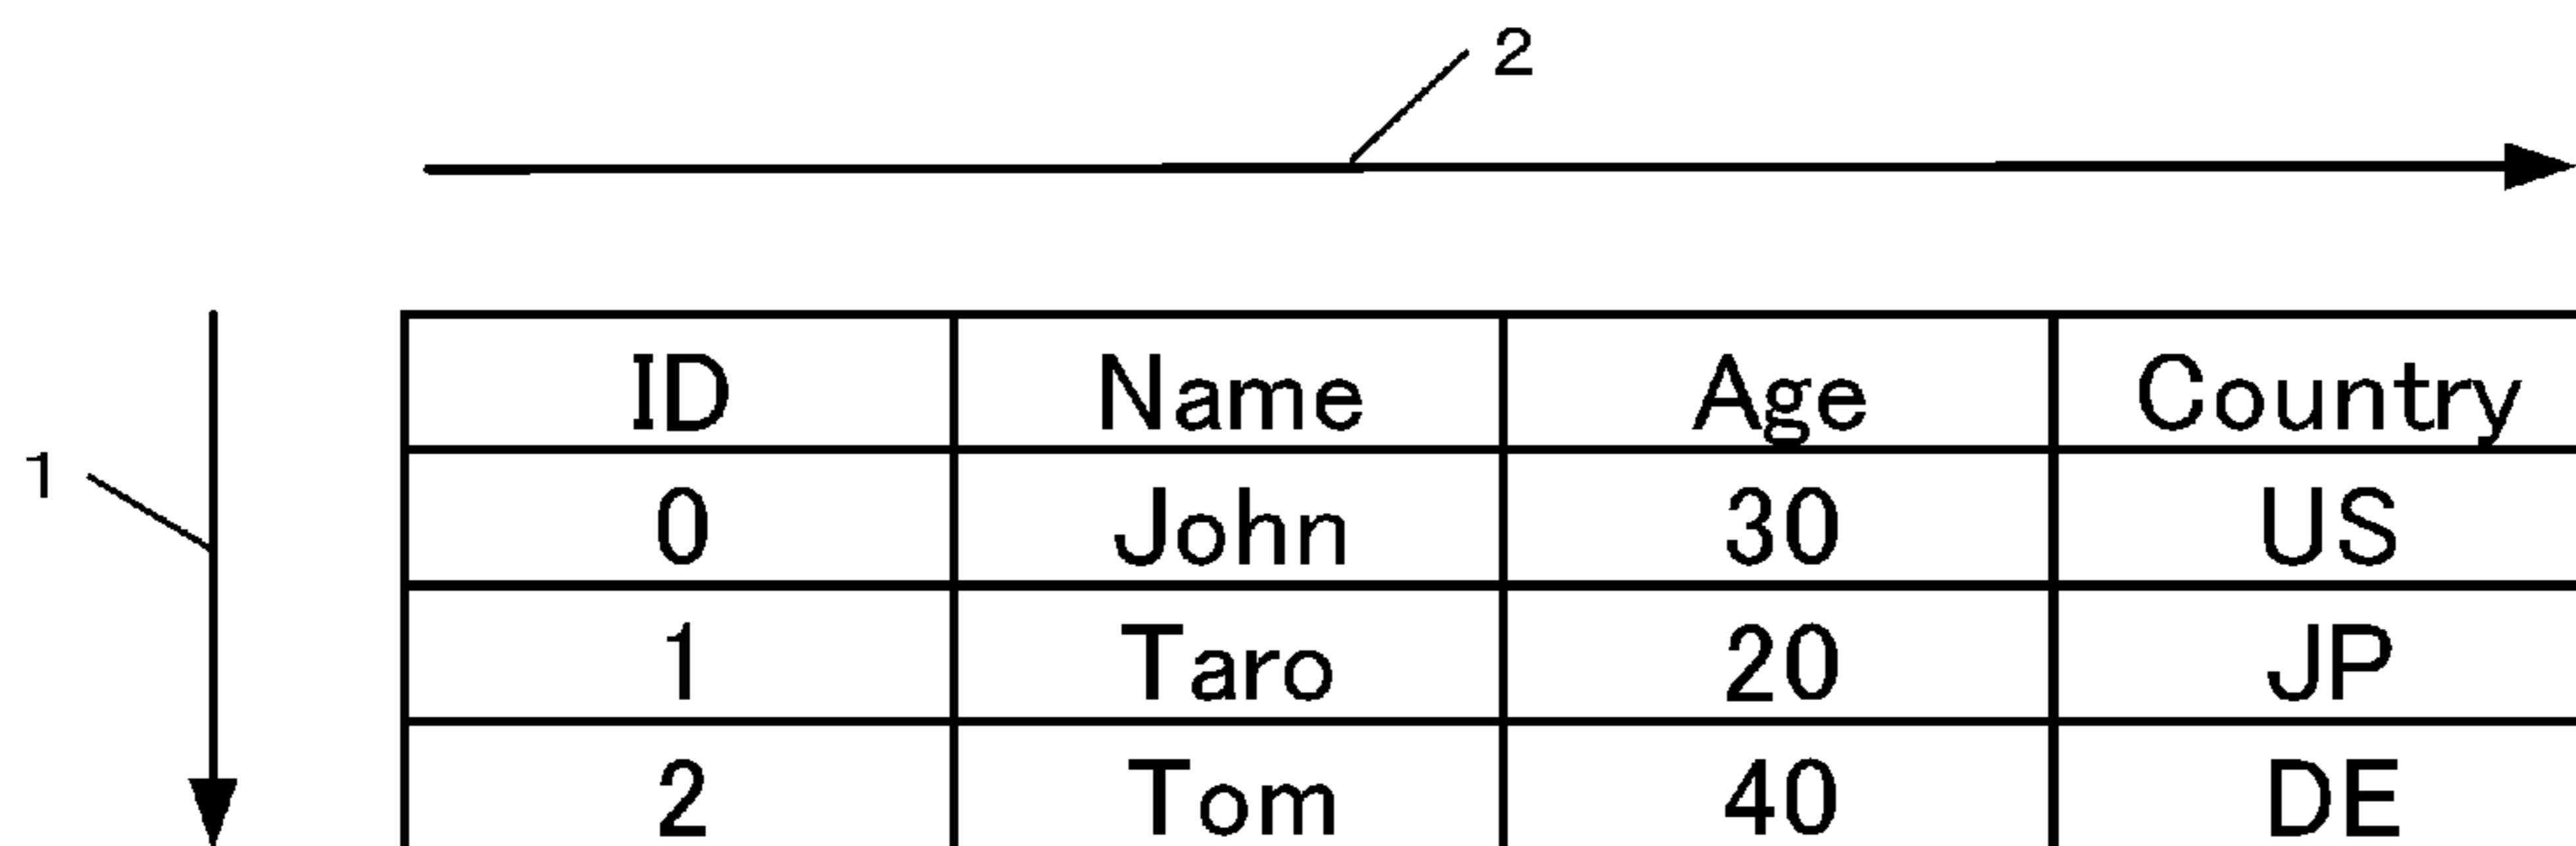 2
ID Name Age Country
1
0 John 30 US
1 Taro 20 JP
2 Tom 40 DE